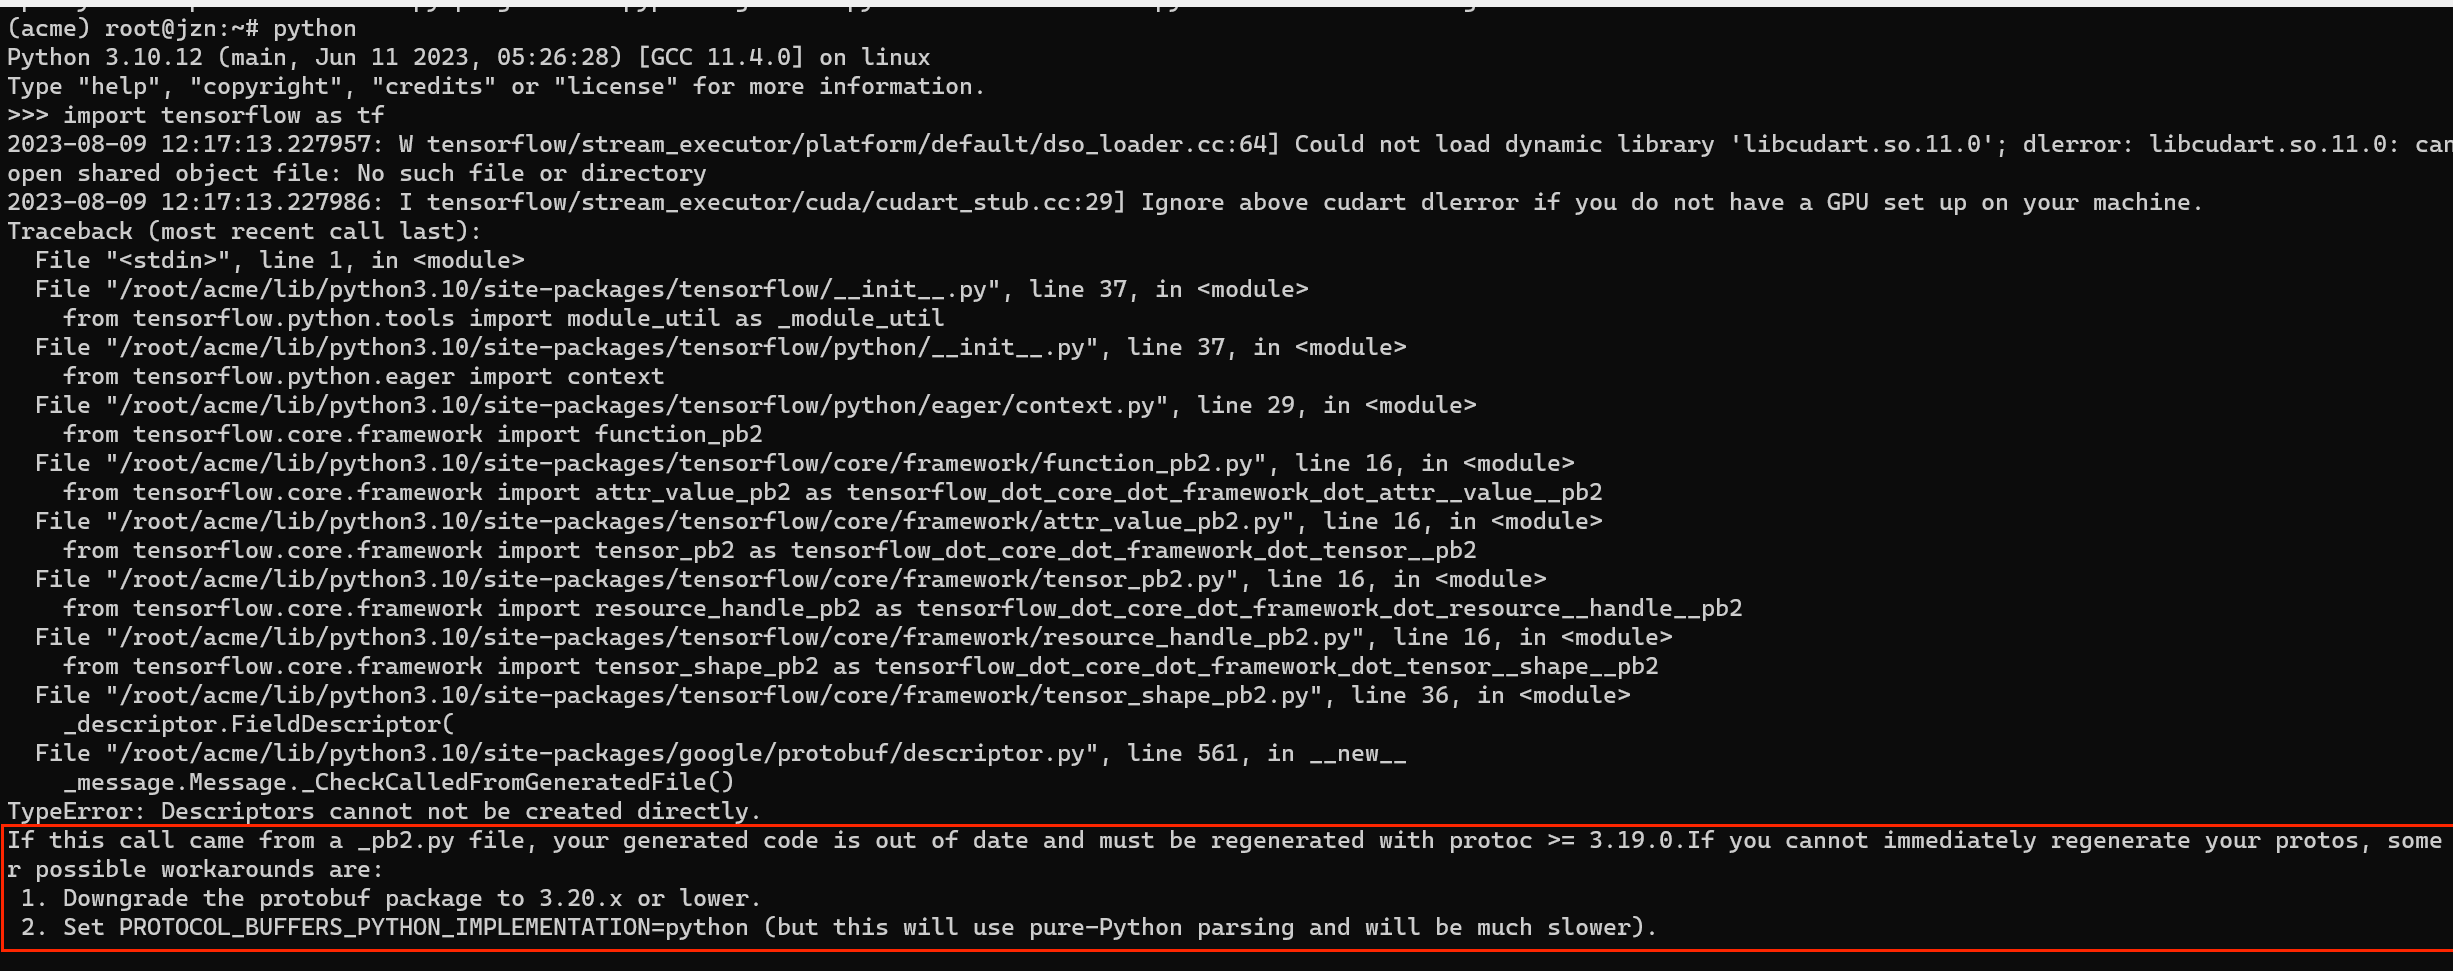 (acme) root@jzn:~# python
Python 3.10.12 (main, Jun 11 2023, 05:26:28) [GCC 11.4.0] on linux
Type "help", "copyright", "credits" or "license" for more information.
>>> import tensorflow as tf
2023-08-09 12:17:13.227957: W tensorflow/stream_executor/platform/default/dso_loader.cc:64] Could not load dynamic library 'libcudart.so.11.0'; dlerror: libcudart.so.11.0: can
open shared object file: No such file or directory
2023-08-09 12:17:13.227986: I tensorflow/stream_executor/cuda/cudart_stub.cc:29] Ignore above cudart dlerror if you do not have a GPU set up on your machine.
Traceback (most recent call last):
  File "<stdin>", line 1, in <module>
  File "/root/acme/lib/python3.10/site-packages/tensorflow/__init__.py", line 37, in <module>
    from tensorflow.python.tools import module_util as _module_util
  File "/root/acme/lib/python3.10/site-packages/tensorflow/python/__init__.py", line 37, in <module>
    from tensorflow.python.eager import context
  File "/root/acme/lib/python3.10/site-packages/tensorflow/python/eager/context.py", line 29, in <module>
    from tensorflow.core.framework import function_pb2
  File "/root/acme/lib/python3.10/site-packages/tensorflow/core/framework/function_pb2.py", line 16, in <module>
    from tensorflow.core.framework import attr_value_pb2 as tensorflow_dot_core_dot_framework_dot_attr__value__pb2
  File "/root/acme/lib/python3.10/site-packages/tensorflow/core/framework/attr_value_pb2.py", line 16, in <module>
    from tensorflow.core.framework import tensor_pb2 as tensorflow_dot_core_dot_framework_dot_tensor__pb2
  File "/root/acme/lib/python3.10/site-packages/tensorflow/core/framework/tensor_pb2.py", line 16, in <module>
    from tensorflow.core.framework import resource_handle_pb2 as tensorflow_dot_core_dot_framework_dot_resource__handle__pb2
  File "/root/acme/lib/python3.10/site-packages/tensorflow/core/framework/resource_handle_pb2.py", line 16, in <module>
    from tensorflow.core.framework import tensor_shape_pb2 as tensorflow_dot_core_dot_framework_dot_tensor__shape__pb2
  File "/root/acme/lib/python3.10/site-packages/tensorflow/core/framework/tensor_shape_pb2.py", line 36, in <module>
    _descriptor.FieldDescriptor(
  File "/root/acme/lib/python3.10/site-packages/google/protobuf/descriptor.py", line 561, in __new__
    _message.Message._CheckCalledFromGeneratedFile()
TypeError: Descriptors cannot not be created directly.
If this call came from a _pb2.py file, your generated code is out of date and must be regenerated with protoc >= 3.19.0.If you cannot immediately regenerate your protos, some
r possible workarounds are:
 1. Downgrade the protobuf package to 3.20.x or lower.
 2. Set PROTOCOL_BUFFERS_PYTHON_IMPLEMENTATION=python (but this will use pure-Python parsing and will be much slower).